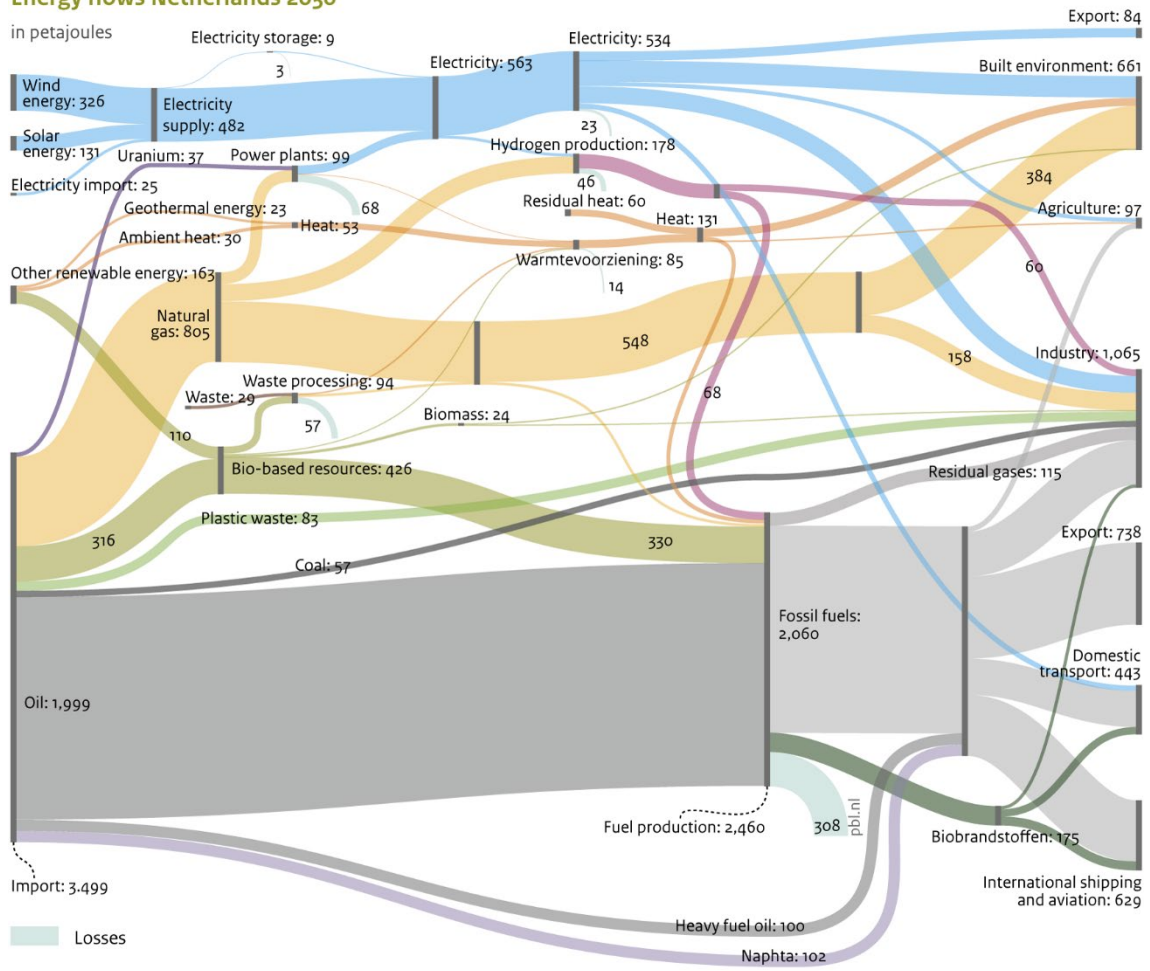 Energy flows Netherlands 2030
in petajoules
Export: 84
Electricity storage: 9
Electricity: 534
3
Electricity: 563
Built environment: 661
Wind
energy: 326
Electricity
supply: 482
Solar
energy: 131
23
Hydrogen production: 178
Uranium: 37
Power plants: 99
Electricity import: 25
46
384
Residual heat: 60
68
Geothermal energy: 23
Agriculture: 97
Heat: 131
Heat: 53
Ambient heat: 30
Warmtevoorziening: 85
60
Other renewable energy: 163
14
Natural
gas: 805
548
Industry: 1,065
158
Waste processing: 94
68
Waste: 29
Biomass: 24
57
110
Bio-based resources: 426
Residual gases: 115
Plastic waste: 83
Export: 738
316
330
Coal: 57
Fossil fuels:
2,060
Domestic
transport: 443
Oil: 1,999
Fuel production: 2,460
308
pbl.nl
Biobrandstoffen: 175
Import: 3.499
International shipping
and aviation: 629
Heavy fuel oil: 100
Losses
Naphta: 102